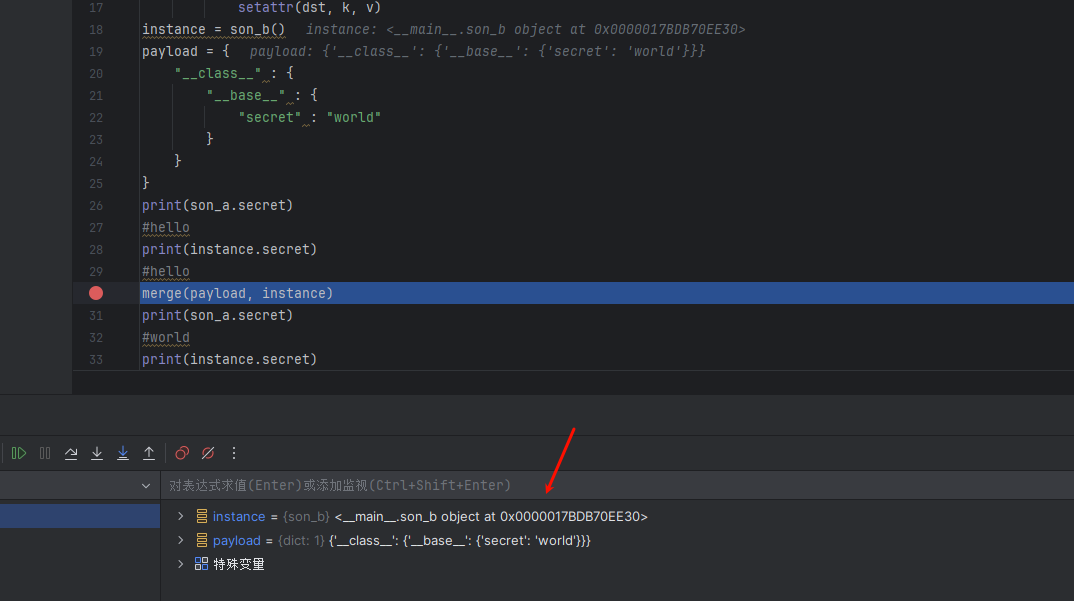 17 setattr(dst, k, v)
18 instance = son_b() instance: <__main__.son_b object at 0x0000017BDB70EE30>
19 payload = { payload: {'__class__': {'__base__': {'secret': 'world'}}}
20 "__class__" : {
21 "__base__" : {
22 "secret" : "world"
23 }
24 }
25 }
26 print(son_a.secret)
27 #hello
28 print(instance.secret)
29 #hello
merge(payload, instance)
31 print(son_a.secret)
32 #world
33 print(instance.secret)
对表达式求值(Enter)或添加监视(Ctrl+Shift+Enter)
instance = {son_b} <__main__.son_b object at 0x0000017BDB70EE30>
payload = {dict: 1} {'__class__': {'__base__': {'secret': 'world'}}}
特殊变量